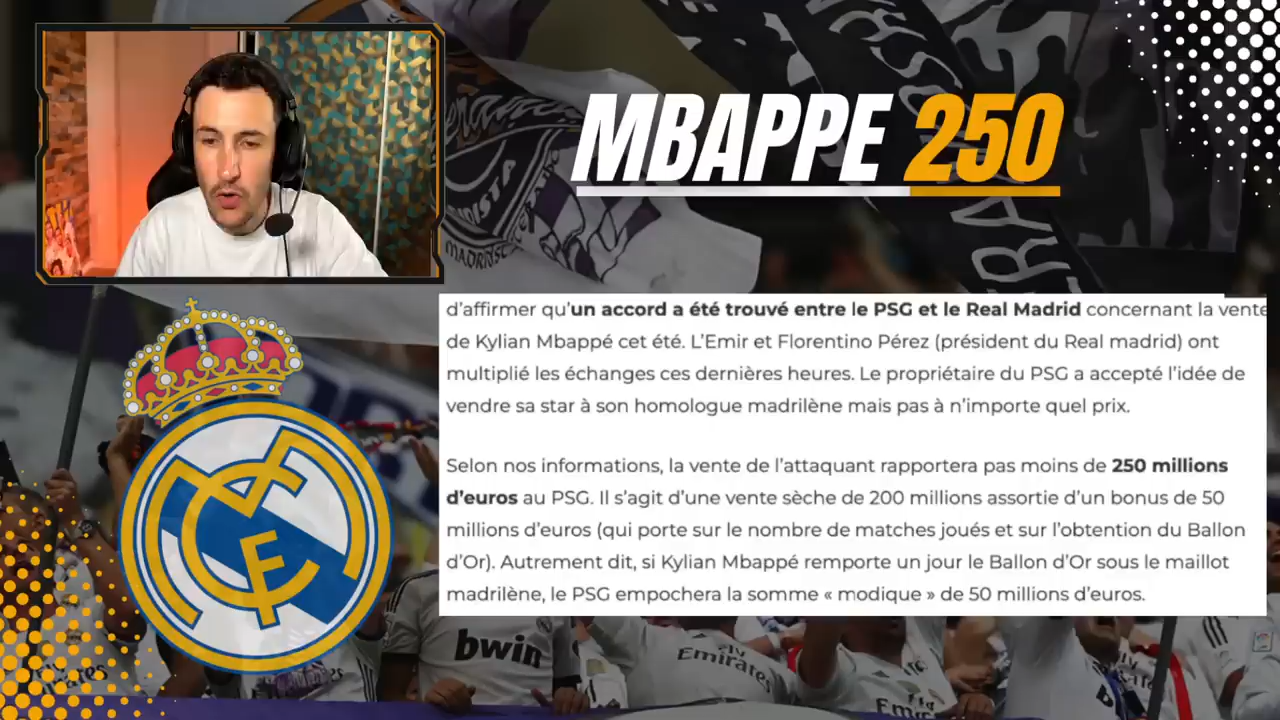 MBAPPE 250
d’affirmer qu’un accord a été trouvé entre le PSG et le Real Madrid concernant la vente
de Kylian Mbappé cet été. L’Emir et Florentino Pérez (président du Real madrid) ont
multiplié les échanges ces dernières heures. Le propriétaire du PSG a accepté l’idée de
vendre sa star à son homologue madrilène mais pas à n’importe quel prix.
Selon nos informations, la vente de l’attaquant rapportera pas moins de 250 millions
d’euros au PSG. Il s’agit d’une vente sèche de 200 millions assortie d’un bonus de 50
millions d’euros (qui porte sur le nombre de matches joués et sur l’obtention du Ballon
d’Or). Autrement dit, si Kylian Mbappé remporte un jour le Ballon d’Or sous le maillot
madrilène, le PSG empochera la somme « modique » de 50 millions d’euros.
bwin
Emirates
Emirates